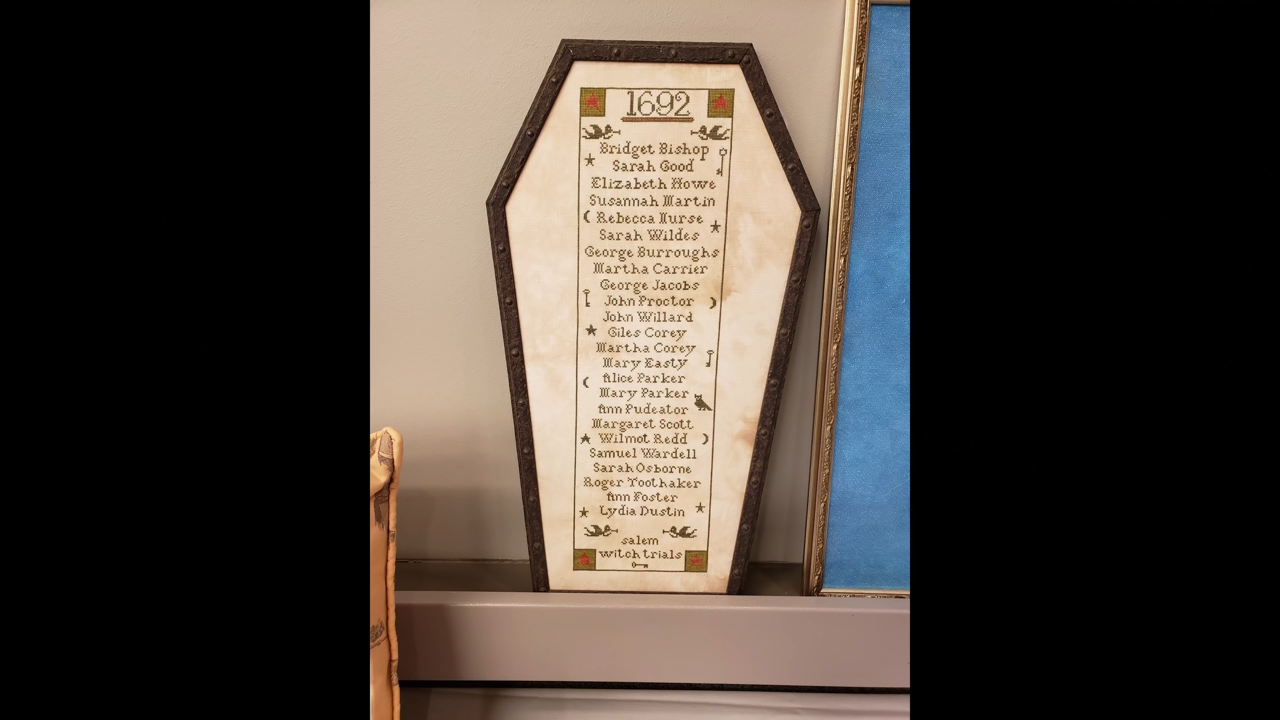 1692
Bridget Bishop
Sarah Good
Elizabeth Howe
Susannah Martin
Rebecca Nurse
Sarah Wildes
George Burroughs
Martha Carrier
George Jacobs
John Proctor
John Willard
Giles Corey
Martha Corey
Mary Easty
Alice Parker
Mary Parker
Ann Pudeator
Margaret Scott
Wilmot Redd
Samuel Wardell
Sarah Osborne
Roger Toothaker
Ann Foster
Lydia Dustin
salem
witch trials